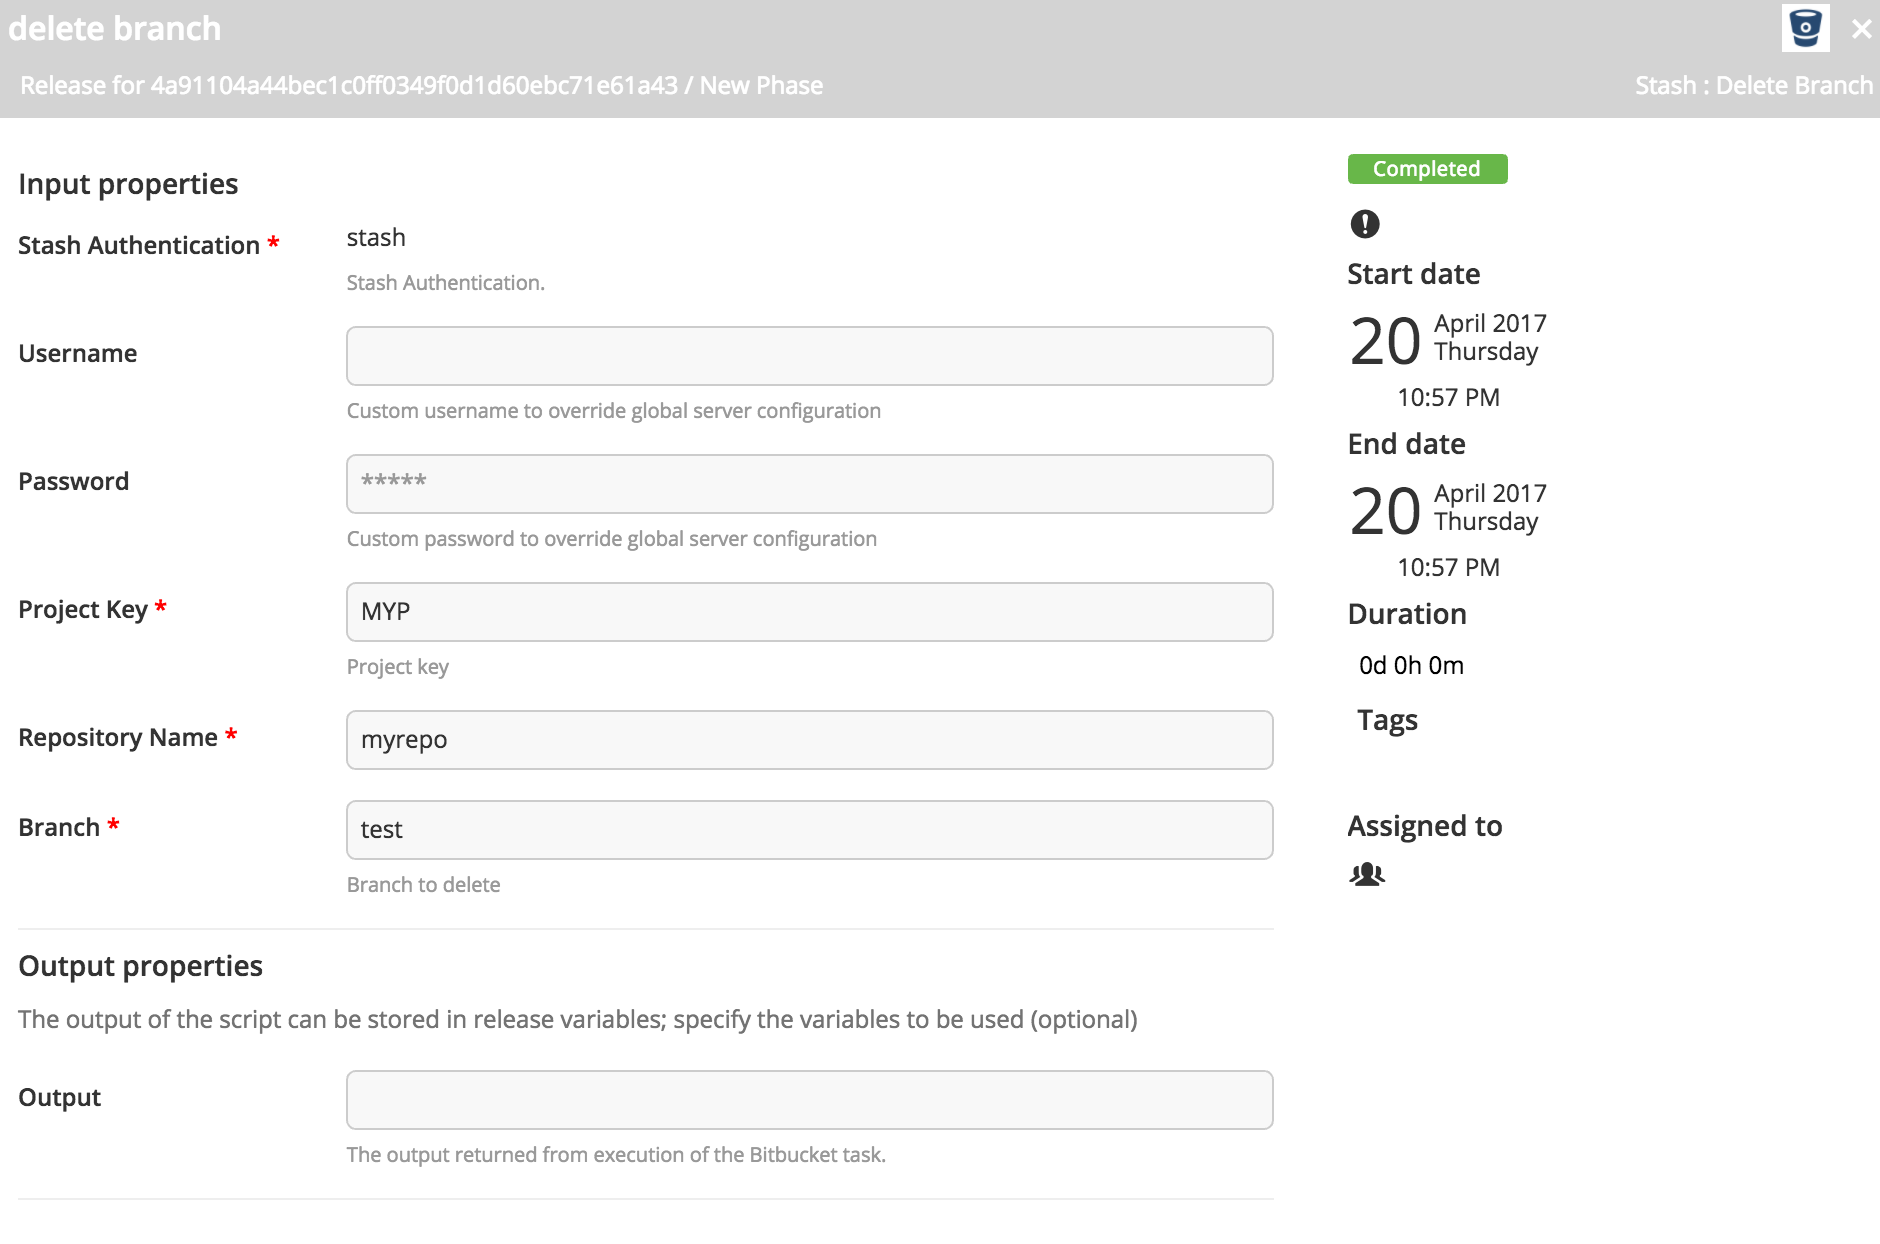 delete branch
Release for 4a91104a44bec1c0ff0349f0d1d60ebc71e61a43 / New Phase
Stash : Delete Branch
Input properties
Stash Authentication *
stash
Stash Authentication.
Username
Custom username to override global server configuration
Password
*****
Custom password to override global server configuration
Project Key *
MYP
Project key
Repository Name *
myrepo
Branch *
test
Branch to delete
Output properties
The output of the script can be stored in release variables; specify the variables to be used (optional)
Output
The output returned from execution of the Bitbucket task.
Completed
Start date
20
April 2017
Thursday
10:57 PM
End date
20
April 2017
Thursday
10:57 PM
Duration
0d 0h 0m
Tags
Assigned to